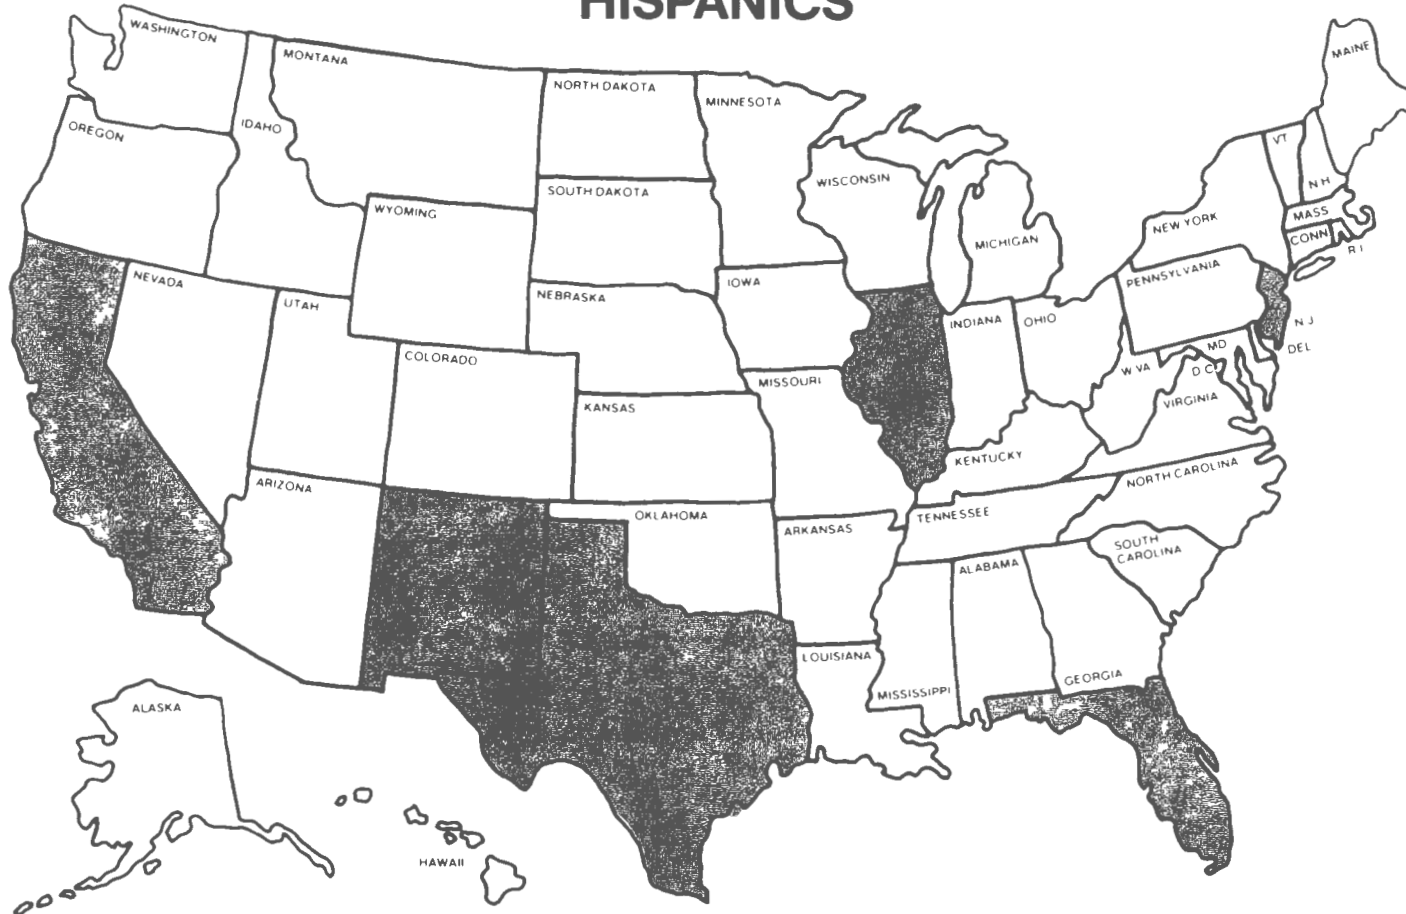 HISPANICS
WASHINGTON
MONTANA
NORTH DAKOTA
MINNESOTA
MAINE
OREGON
IDAHO
VT
WISCONSIN
N H
SOUTH DAKOTA
WYOMING
MASS
NEW YORK
MICHIGAN
CONN
R I
NEVADA
PENNSYLVANIA
UTAH
NEBRASKA
IOWA
INDIANA
OHIO
N J
MD
DEL
COLORADO
W VA
D C
MISSOURI
VIRGINIA
KANSAS
KENTUCKY
ARIZONA
NORTH CAROLINA
OKLAHOMA
TENNESSEE
ARKANSAS
SOUTH
CAROLINA
ALABAMA
LOUISIANA
GEORGIA
MISSISSIPPI
ALASKA
HAWAII